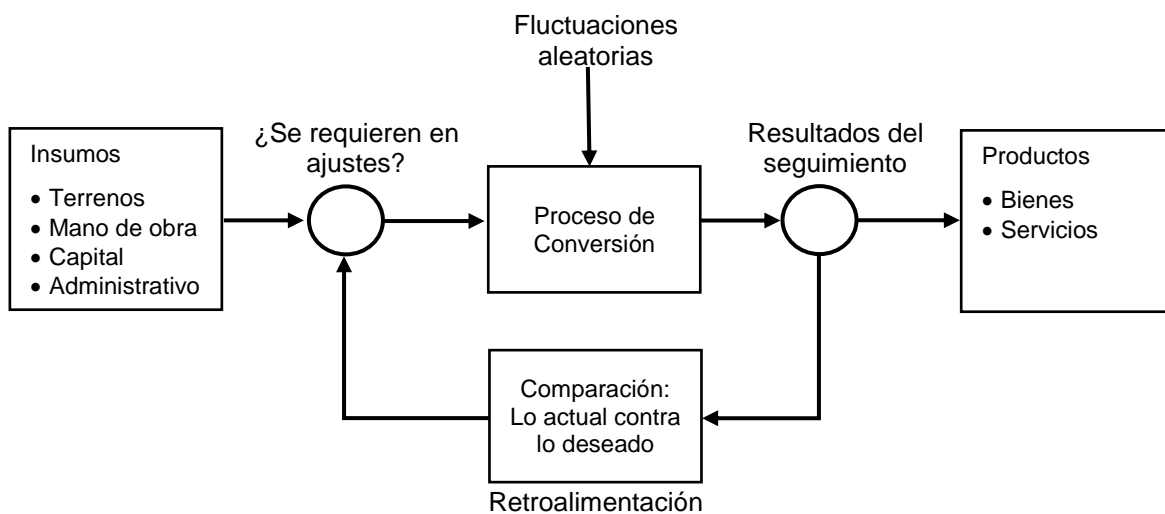 Fluctuaciones
aleatorias
¿Se requieren en
ajustes?
Resultados del
seguimiento
Insumos
• Terrenos
• Mano de obra
• Capital
• Administrativo
Proceso de
Conversión
Productos
• Bienes
• Servicios
Comparación:
Lo actual contra
lo deseado
Retroalimentación